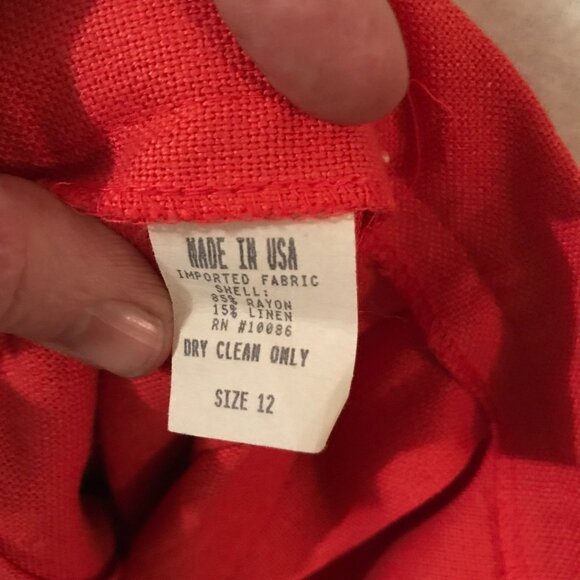 MADE IN USA
IMPORTED FABRIC
SHELL:
85% RAYON
15% LINEN
RN #10086
DRY CLEAN ONLY
SIZE 12